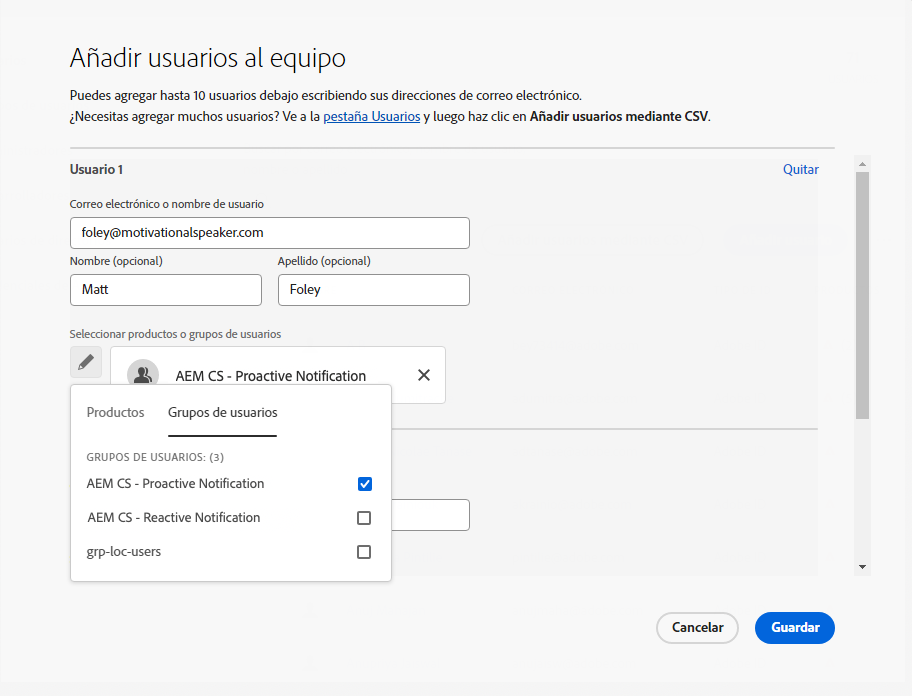 Añadir usuarios al equipo
Puedes agregar hasta 10 usuarios debajo escribiendo sus direcciones de correo electrónico.
¿Necesitas agregar muchos usuarios? Ve a la pestaña Usuarios y luego haz clic en Añadir usuarios mediante CSV.
Usuario 1 Quitar
Correo electrónico o nombre de usuario
foley@motivationalspeaker.com
Nombre (opcional) Apellido (opcional)
Matt Foley
Seleccionar productos o grupos de usuarios
AEM CS - Proactive Notification
Productos Grupos de usuarios
GRUPOS DE USUARIOS: (3)
AEM CS - Proactive Notification
AEM CS - Reactive Notification
grp-loc-users
Cancelar Guardar